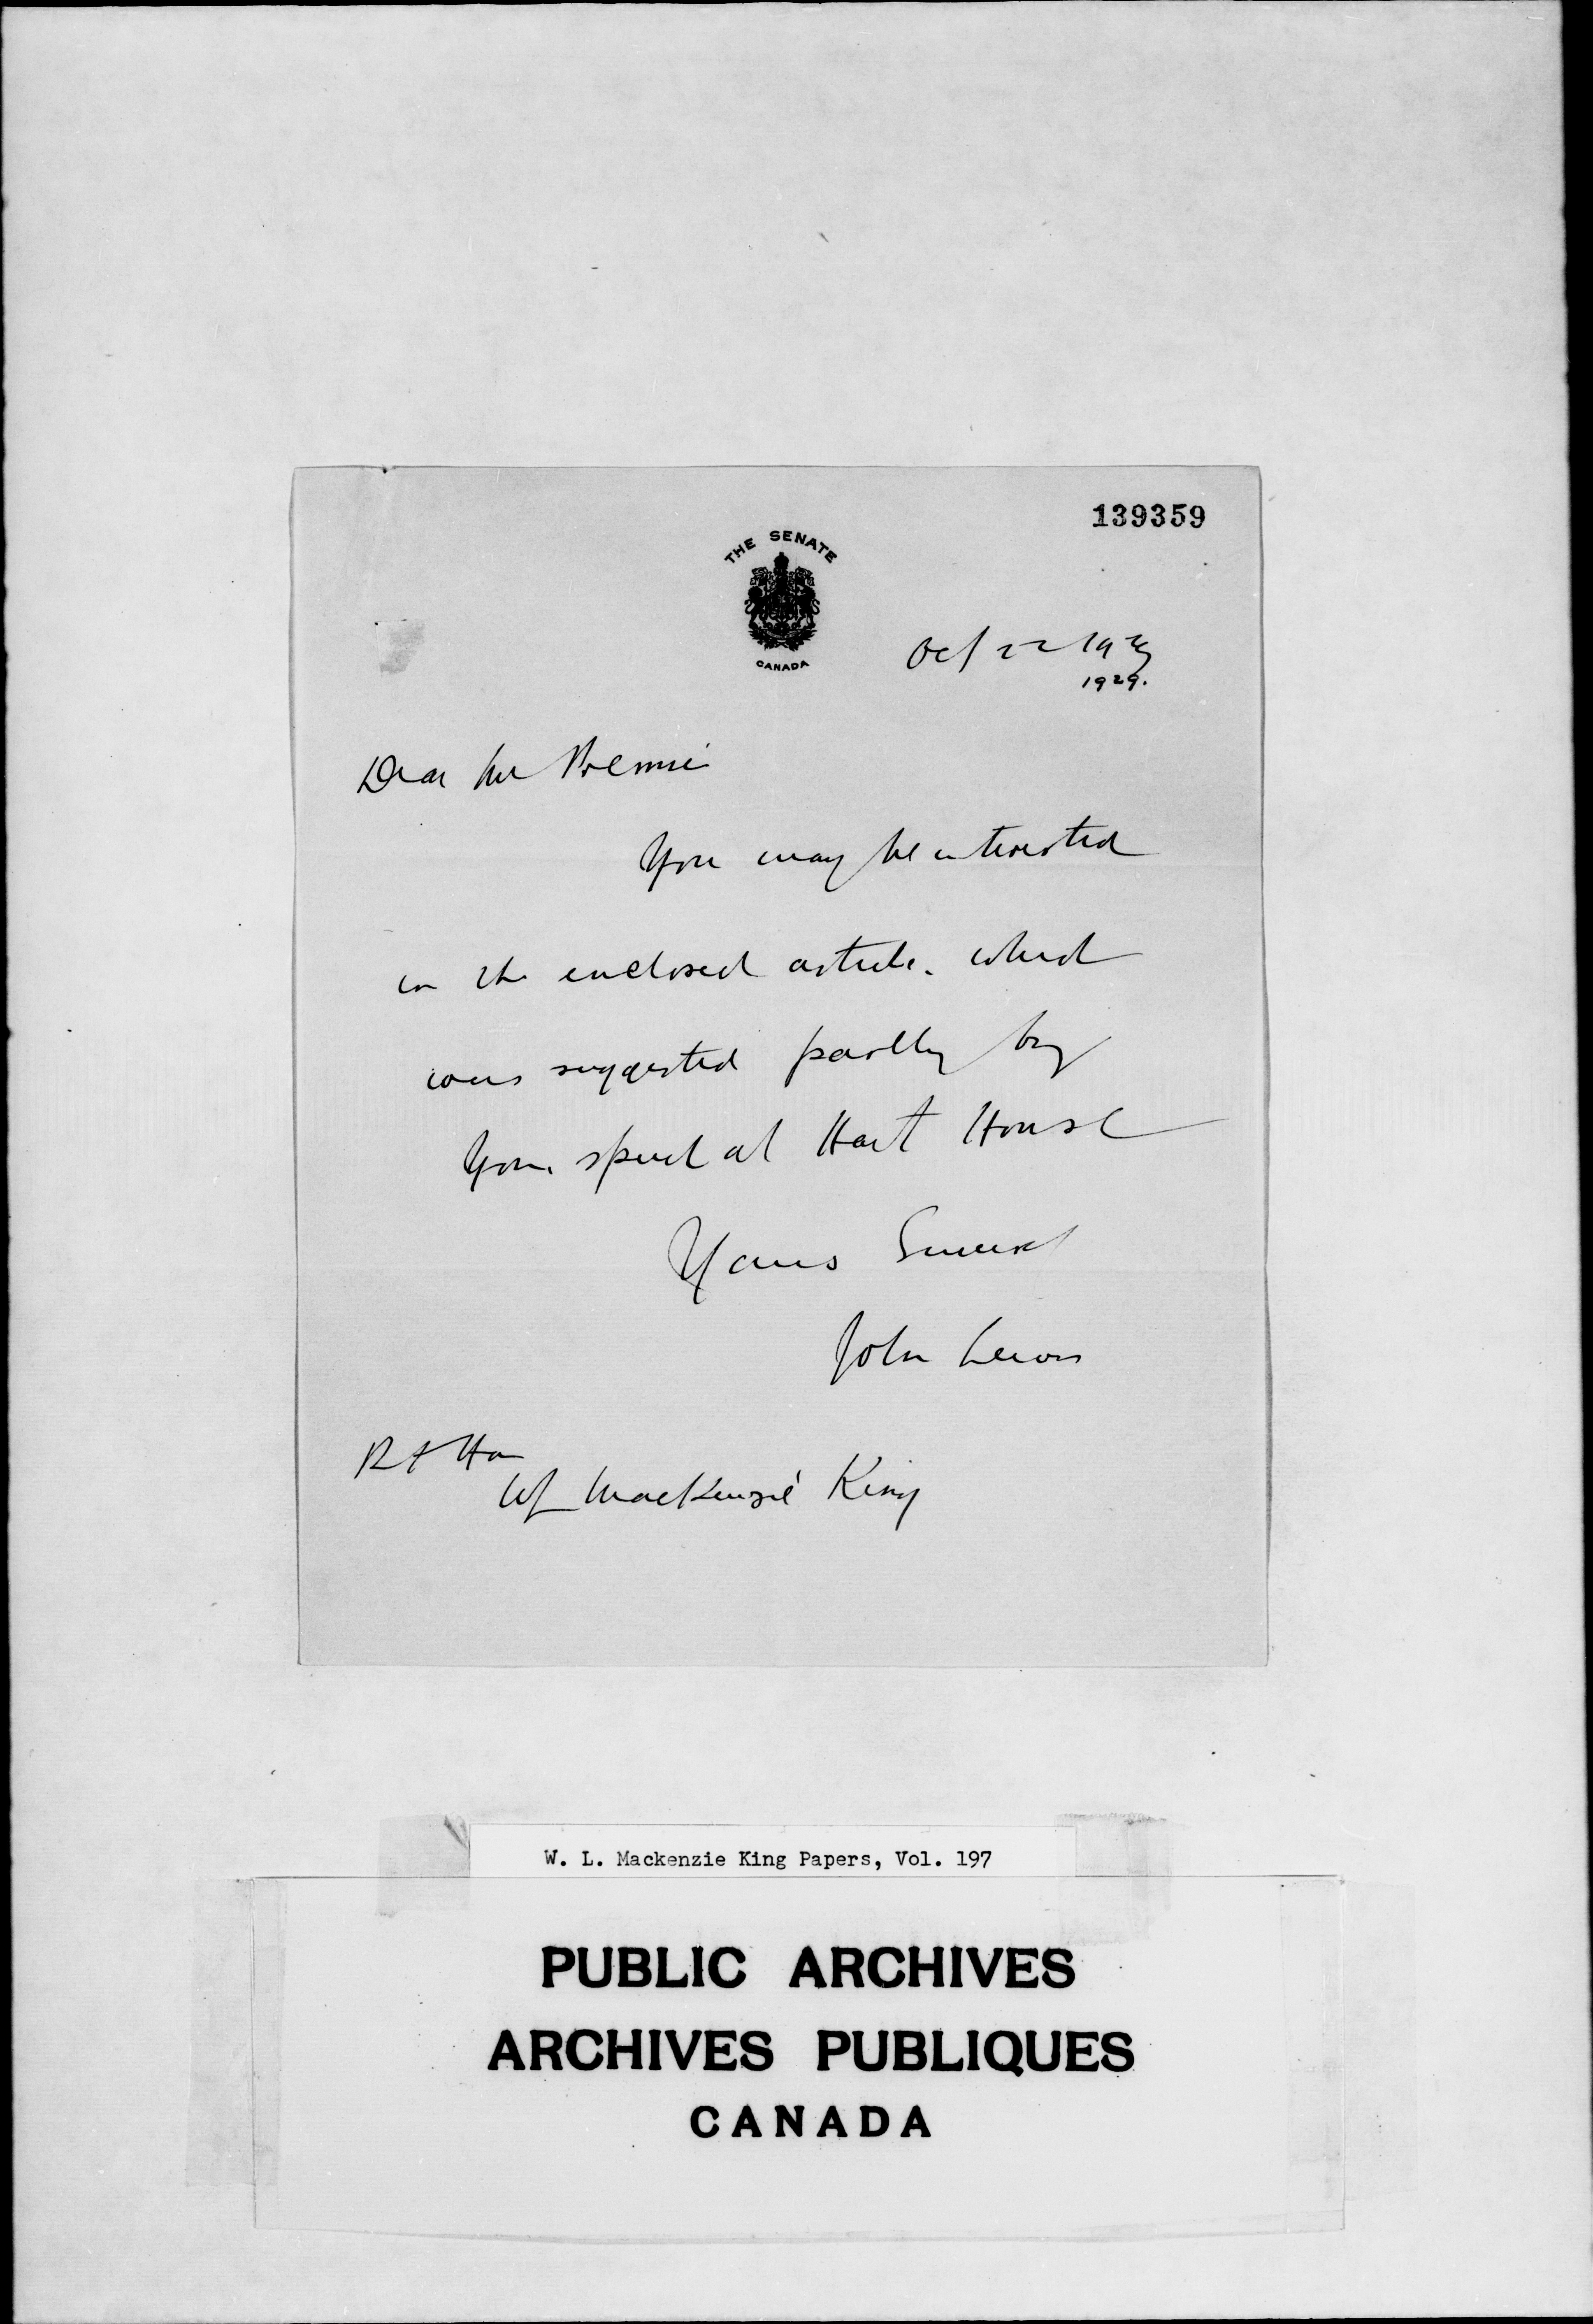 139359
THE SENATE
CANADA
Oct 22 1929
1929.
Dear Mr Premier
You may be interested
in the enclosed article. which
was suggested partly by
your speech at Hart House
Yours Sincerely
John Lewis
Rt Hon
W L MacKenzie King
W. L. Mackenzie King Papers, Vol. 197
PUBLIC ARCHIVES
ARCHIVES PUBLIQUES
CANADA